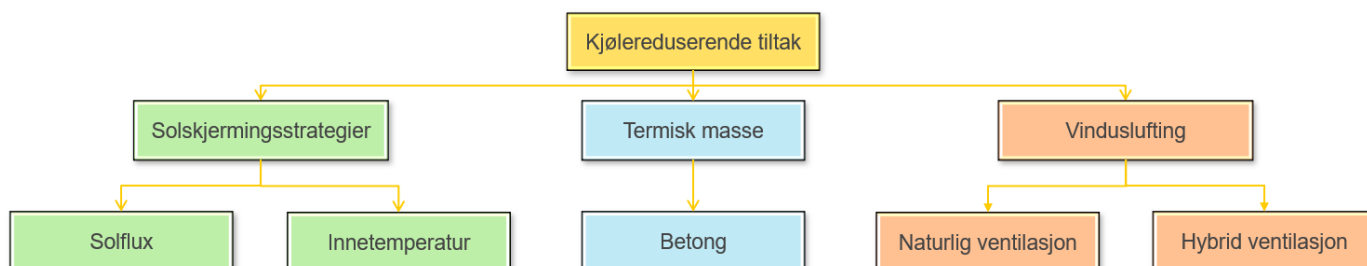 Kjølereduserende tiltak
Solskjermingsstrategier
Termisk masse
Vinduslufting
Solflux
Innetemperatur
Betong
Naturlig ventilasjon
Hybrid ventilasjon